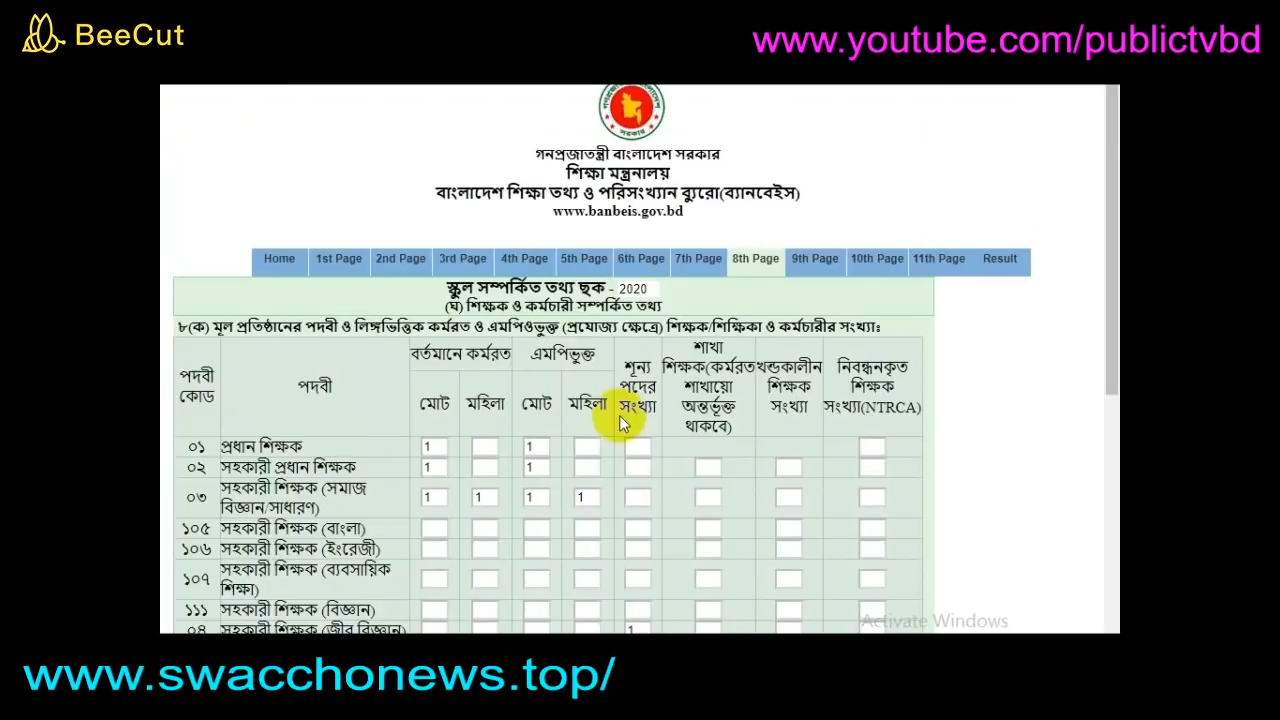 BeeCut
www.youtube.com/publictvbd
গনপ্রজাতন্ত্রী বাংলাদেশ সরকার
শিক্ষা মন্ত্রনালয়
বাংলাদেশ শিক্ষা তথ্য ও পরিসংখ্যান ব্যুরো(ব্যানবেইস)
www.banbeis.gov.bd
Home 1st Page 2nd Page 3rd Page 4th Page 5th Page 6th Page 7th Page 8th Page 9th Page 10th Page 11th Page Result
স্কুল সম্পর্কিত তথ্য ছক - 2020
(ঘ) শিক্ষক ও কর্মচারী সম্পর্কিত তথ্য
৮(ক) মূল প্রতিষ্ঠানের পদবী ও লিঙ্গভিত্তিক কর্মরত ও এমপিওভুক্ত (প্রযোজ্য ক্ষেত্রে) শিক্ষক/শিক্ষিকা ও কর্মচারীর সংখ্যাঃ
পদবী কোড
পদবী
বর্তমানে কর্মরত
মোট মহিলা
এমপিভুক্ত
মোট মহিলা
শূন্য
পদের
সংখ্যা
শাখা
শিক্ষক(কর্মরত
শাখায়ো
অন্তর্ভূক্ত
থাকবে)
খন্ডকালীন
শিক্ষক
সংখ্যা
নিবন্ধনকৃত
শিক্ষক
সংখ্যা(NTRCA)
০১ প্রধান শিক্ষক 1 1
০২ সহকারী প্রধান শিক্ষক 1 1
০৩ সহকারী শিক্ষক (সমাজ বিজ্ঞান/সাধারণ) 1 1 1 1
১০৫ সহকারী শিক্ষক (বাংলা)
১০৬ সহকারী শিক্ষক (ইংরেজী)
১০৭ সহকারী শিক্ষক (ব্যবসায়িক শিক্ষা)
১১১ সহকারী শিক্ষক (বিজ্ঞান)
০৪ সহকারী শিক্ষক (জীব বিজ্ঞান) 1
Activate Windows
www.swacchonews.top/